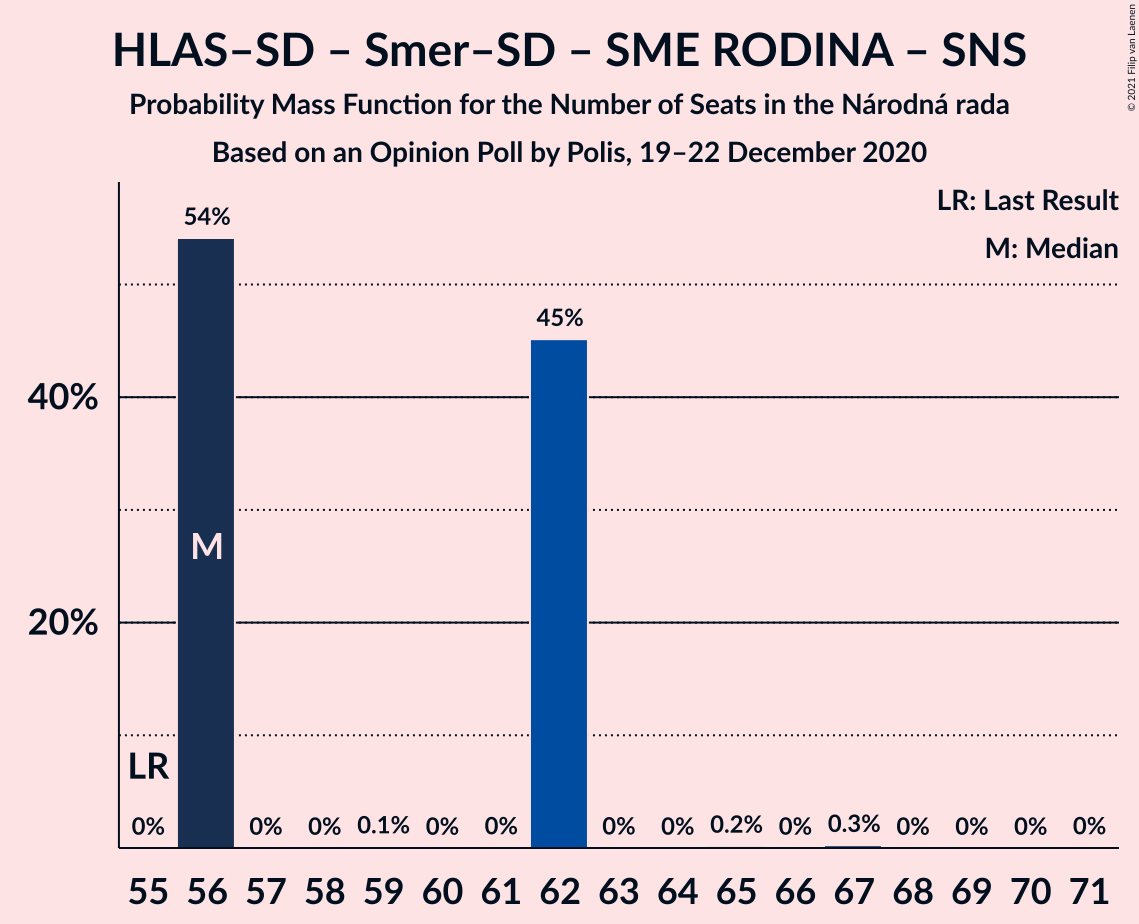 HLAS–SD – Smer–SD – SME RODINA – SNS
Probability Mass Function for the Number of Seats in the Národná rada
Based on an Opinion Poll by Polis, 19–22 December 2020
© 2021 Filip van Laenen
LR: Last Result
M: Median
54%
45%
40%
M
20%
LR
0% 0% 0% 0.1% 0% 0% 0% 0% 0.2% 0% 0.3% 0% 0% 0% 0%
55 56 57 58 59 60 61 62 63 64 65 66 67 68 69 70 71